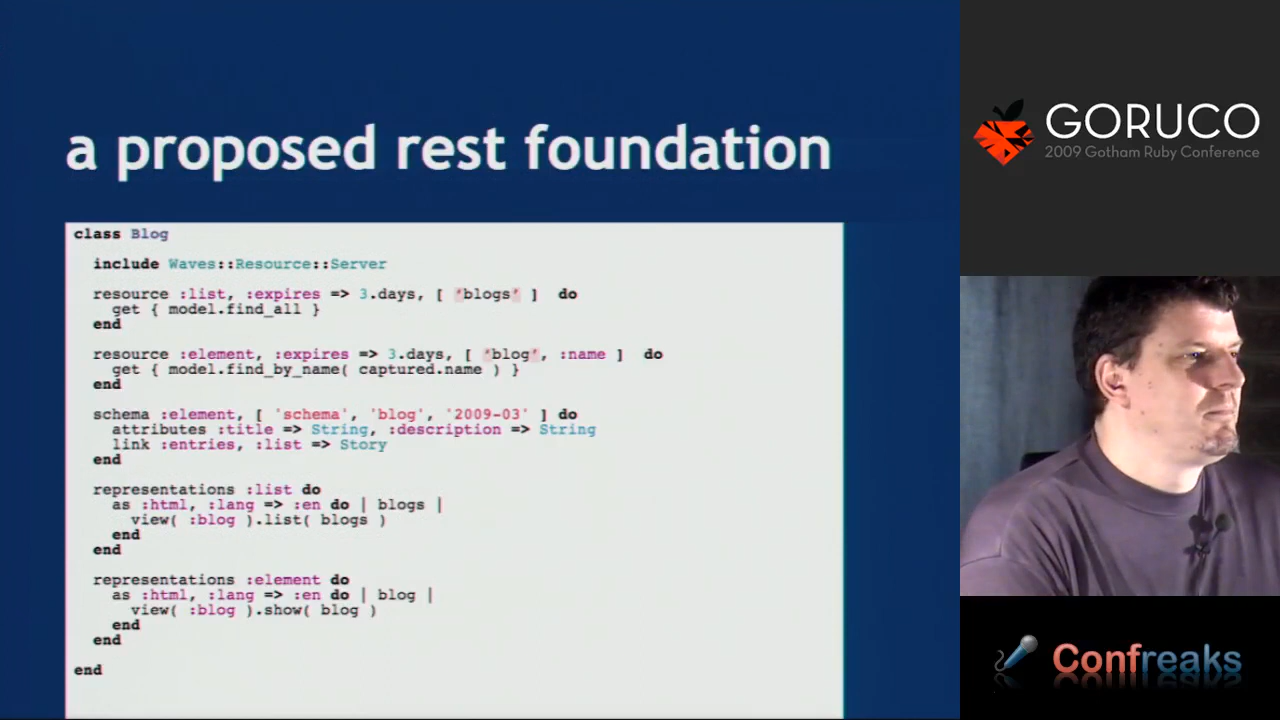 a proposed rest foundation
class Blog
include Waves::Resource::Server
resource :list, :expires => 3.days, [ 'blogs' ] do
get { model.find_all }
end
resource :element, :expires => 3.days, [ 'blog', :name ] do
get { model.find_by_name( captured.name ) }
end
schema :element, [ 'schema', 'blog', '2009-03' ] do
attributes :title => String, :description => String
link :entries, :list => Story
end
representations :list do
as :html, :lang => :en do | blogs |
view( :blog ).list( blogs )
end
end
representations :element do
as :html, :lang => :en do | blog |
view( :blog ).show( blog )
end
end
end
GORUCO
2009 Gotham Ruby Conference
Confreaks